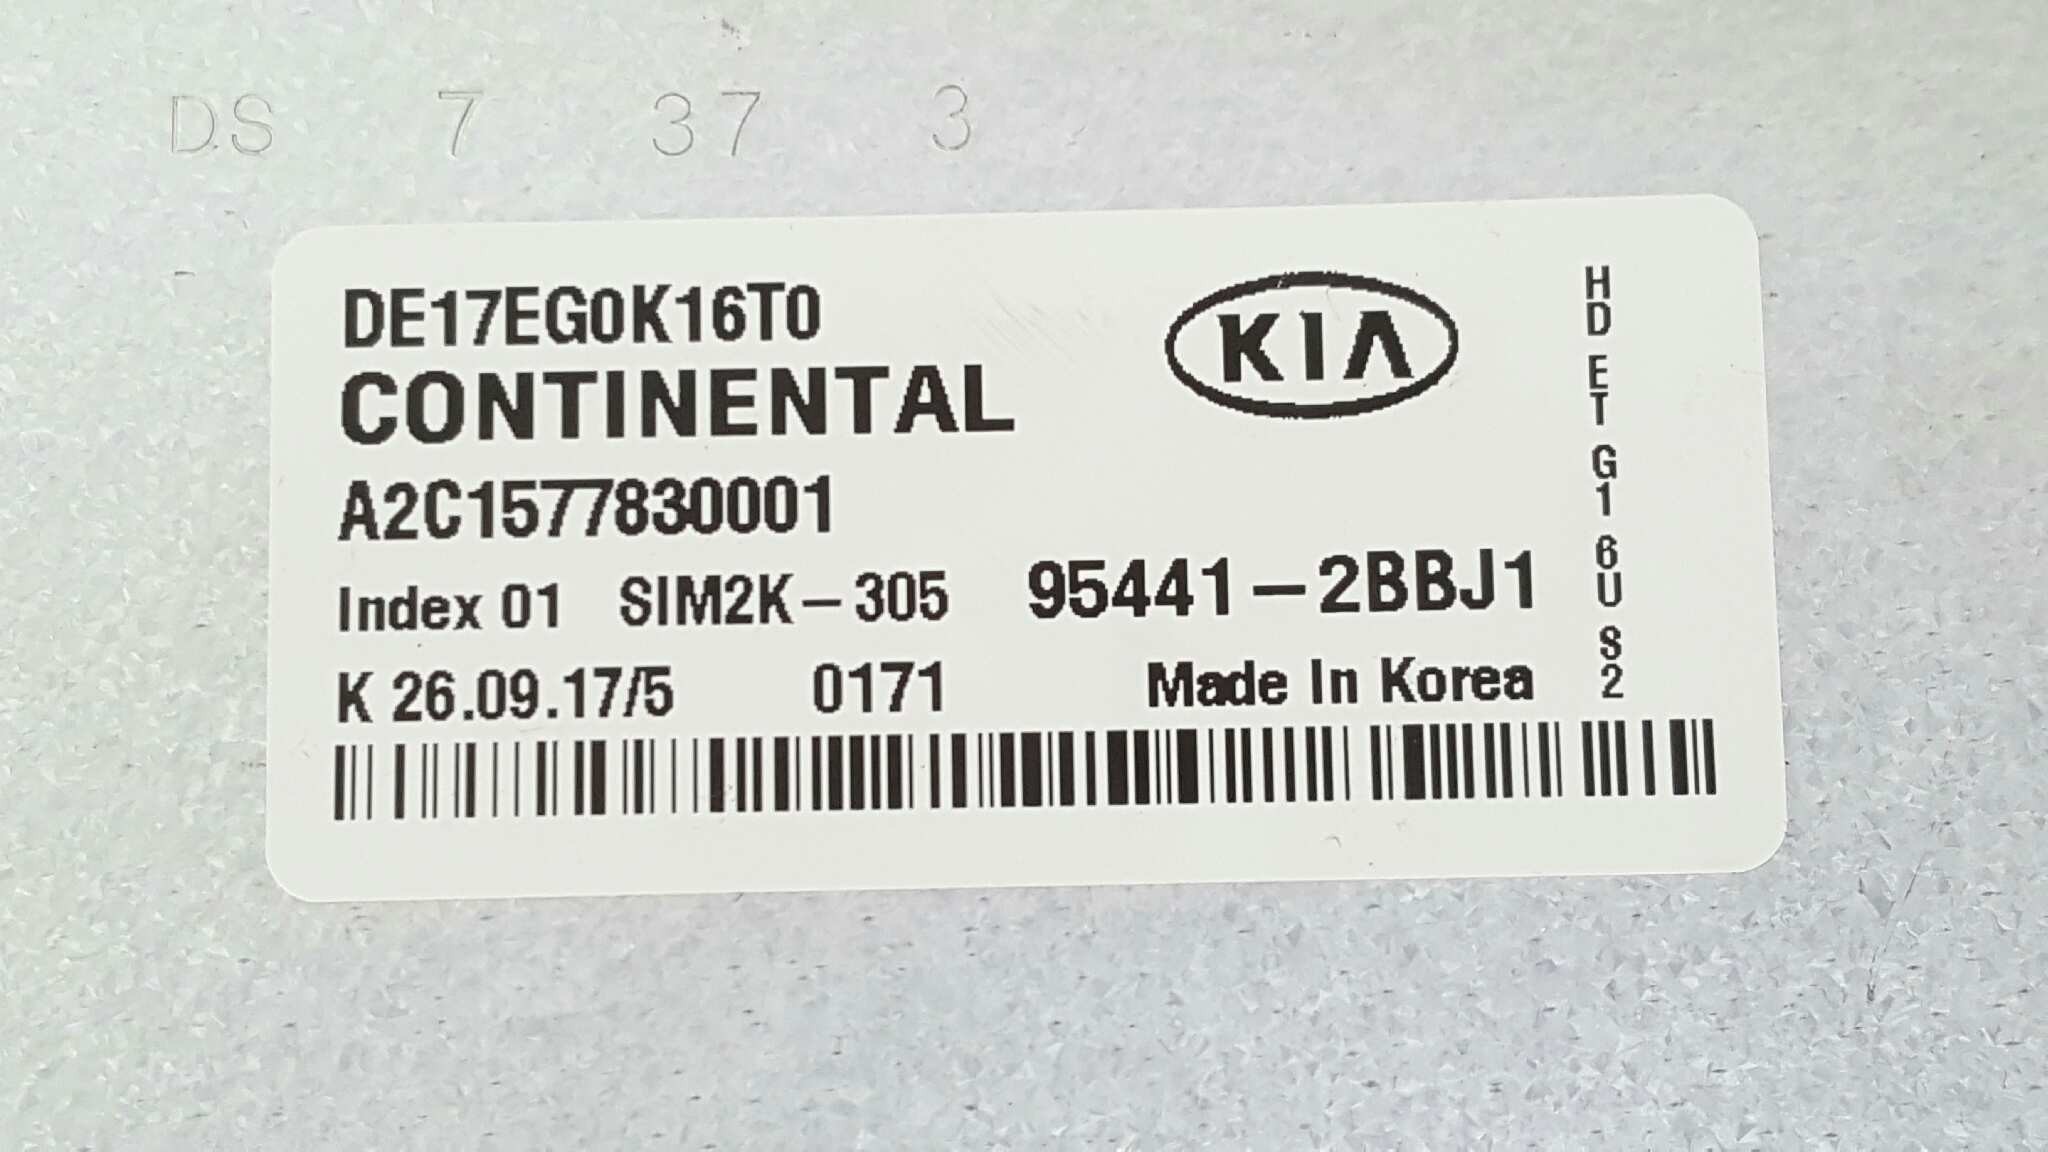 DS 7 37 3
DE17EG0K16T0
KIA
CONTINENTAL
A2C1577830001
Index 01 SIM2K-305 95441-2BBJ1
K 26.09.17/5 0171 Made In Korea
HD ET G1 6U S2